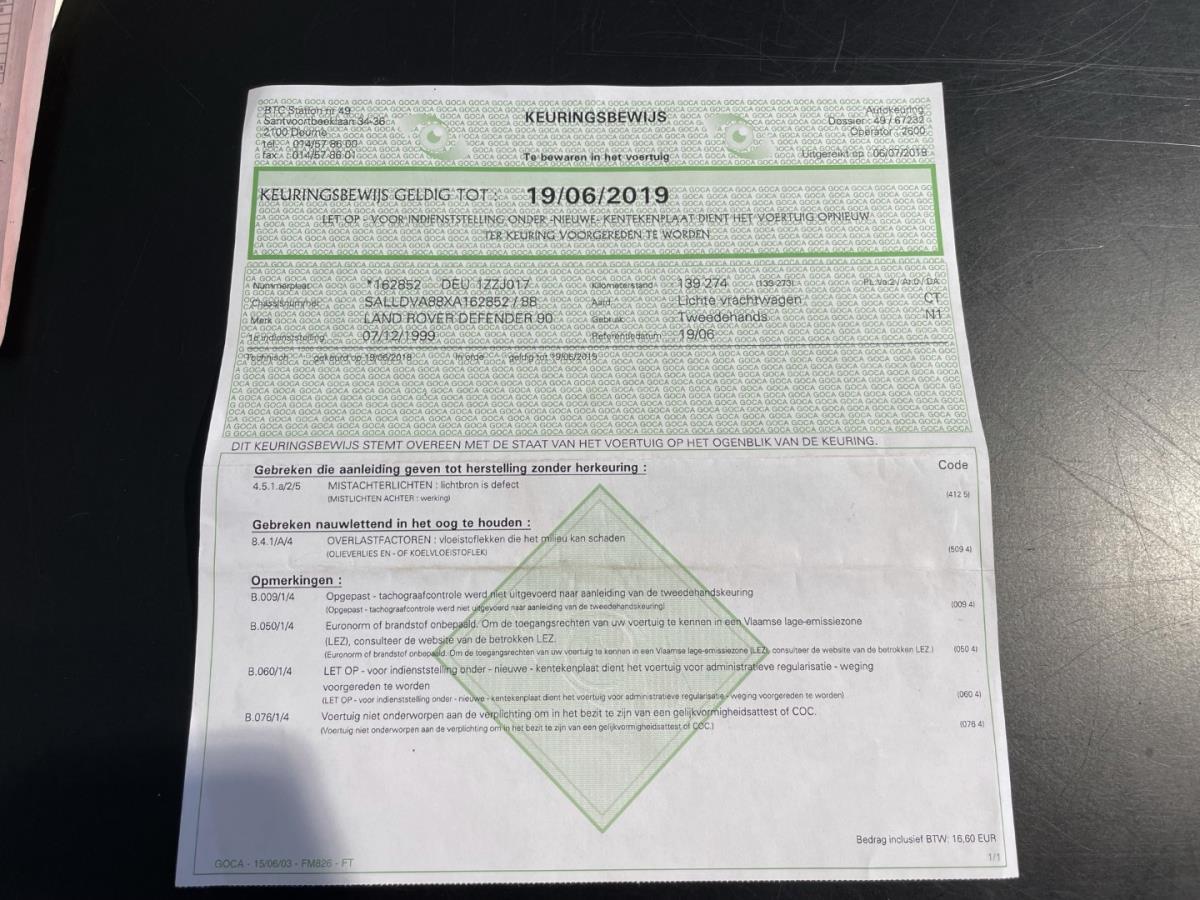 BTC Station nr 49
Santvoortbeeklaan 34-36
2100 Deurne
tel. : 014/57 86 00
fax. : 014/57 86 01
KEURINGSBEWIJS
Te bewaren in het voertuig
Autokeuring
Dossier : 49 / 67232
Operator : 2600
Uitgereikt op : 06/07/2018
KEURINGSBEWIJS GELDIG TOT : 19/06/2019
LET OP - VOOR INDIENSTSTELLING ONDER -NIEUWE- KENTEKENPLAAT DIENT HET VOERTUIG OPNIEUW
TER KEURING VOORGEREDEN TE WORDEN
Nummerplaat *162852 DEU 1ZZJ017 Kilometerstand 139 274 (139 273)
Chassisnummer SALLDVA88XA162852 / 88 Aard Lichte vrachtwagen CT
Merk LAND ROVER DEFENDER 90 Gebruik Tweedehands N1
1e indienststelling 07/12/1999 Referentiedatum 19/06
Technisch : gekeurd op 19/06/2018 In orde geldig tot 19/06/2019
DIT KEURINGSBEWIJS STEMT OVEREEN MET DE STAAT VAN HET VOERTUIG OP HET OGENBLIK VAN DE KEURING.
Gebreken die aanleiding geven tot herstelling zonder herkeuring : Code
4.5.1.a/2/5 MISTACHTERLICHTEN : lichtbron is defect
(MISTLICHTEN ACHTER : werking) (412 5)
Gebreken nauwlettend in het oog te houden :
8.4.1/A/4 OVERLASTFACTOREN : vloeistoflekken die het milieu kan schaden
(OLIEVERLIES EN - OF KOELVLOEISTOFLEK) (509 4)
Opmerkingen :
B.009/1/4 Opgepast - tachograafcontrole werd niet uitgevoerd naar aanleiding van de tweedehandskeuring
(Opgepast - tachograafcontrole werd niet uitgevoerd naar aanleiding van de tweedehandskeuring) (009 4)
B.050/1/4 Euronorm of brandstof onbepaald. Om de toegangsrechten van uw voertuig te kennen in een Vlaamse lage-emissiezone
(LEZ), consulteer de website van de betrokken LEZ.
(Euronorm of brandstof onbepaald. Om de toegangsrechten van uw voertuig te kennen in een Vlaamse lage-emissiezone (LEZ), consulteer de website van de betrokken LEZ.) (050 4)
B.060/1/4 LET OP - voor indienststelling onder - nieuwe - kentekenplaat dient het voertuig voor administratieve regularisatie - weging
voorgereden te worden
(LET OP - voor indienststelling onder - nieuwe - kentekenplaat dient het voertuig voor administratieve regularisatie - weging voorgereden te worden) (060 4)
B.076/1/4 Voertuig niet onderworpen aan de verplichting om in het bezit te zijn van een gelijkvormigheidsattest of COC.
(Voertuig niet onderworpen aan de verplichting om in het bezit te zijn van een gelijkvormigheidsattest of COC.) (076 4)
Bedrag inclusief BTW: 16,60 EUR
GOCA - 15/06/03 - FM826 - FT
1/1